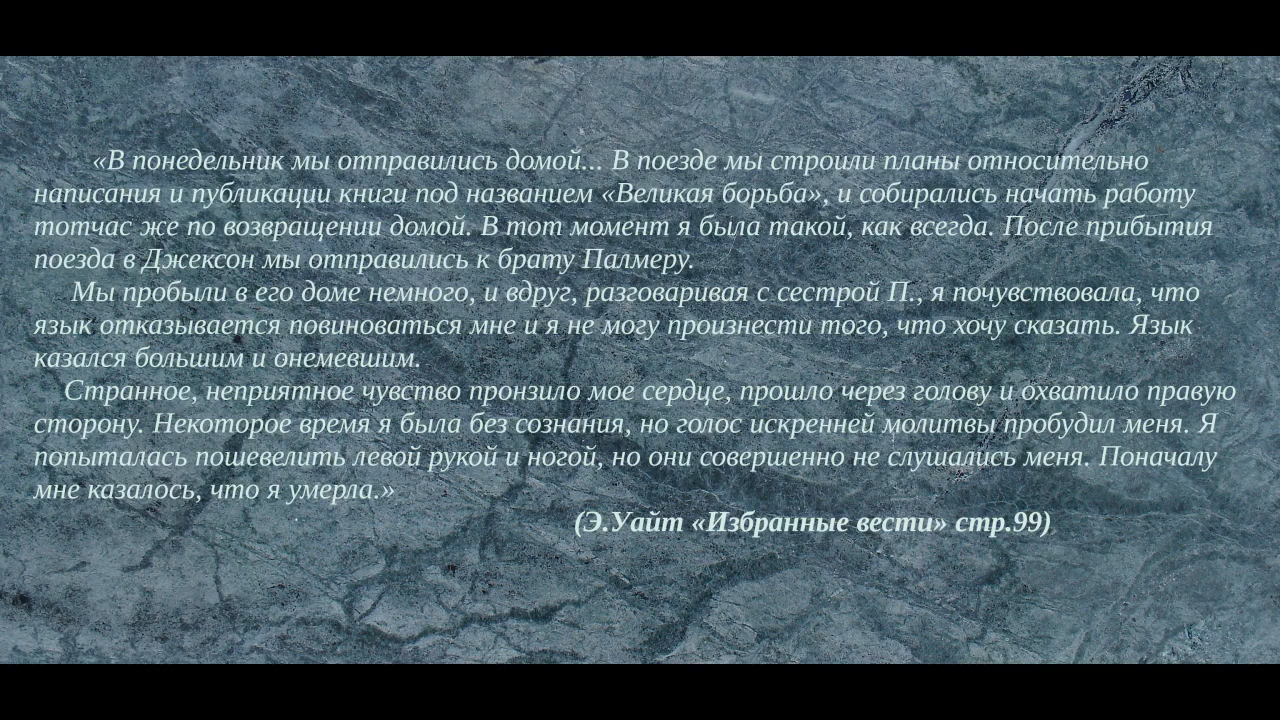 «В понедельник мы отправились домой... В поезде мы строили планы относительно
написания и публикации книги под названием «Великая борьба», и собирались начать работу
тотчас же по возвращении домой. В тот момент я была такой, как всегда. После прибытия
поезда в Джексон мы отправились к брату Палмеру.
Мы пробыли в его доме немного, и вдруг, разговаривая с сестрой П., я почувствовала, что
язык отказывается повиноваться мне и я не могу произнести того, что хочу сказать. Язык
казался большим и онемевшим.
Странное, неприятное чувство пронзило мое сердце, прошло через голову и охватило правую
сторону. Некоторое время я была без сознания, но голос искренней молитвы пробудил меня. Я
попыталась пошевелить левой рукой и ногой, но они совершенно не слушались меня. Поначалу
мне казалось, что я умерла.»
(Э.Уайт «Избранные вести» стр.99)